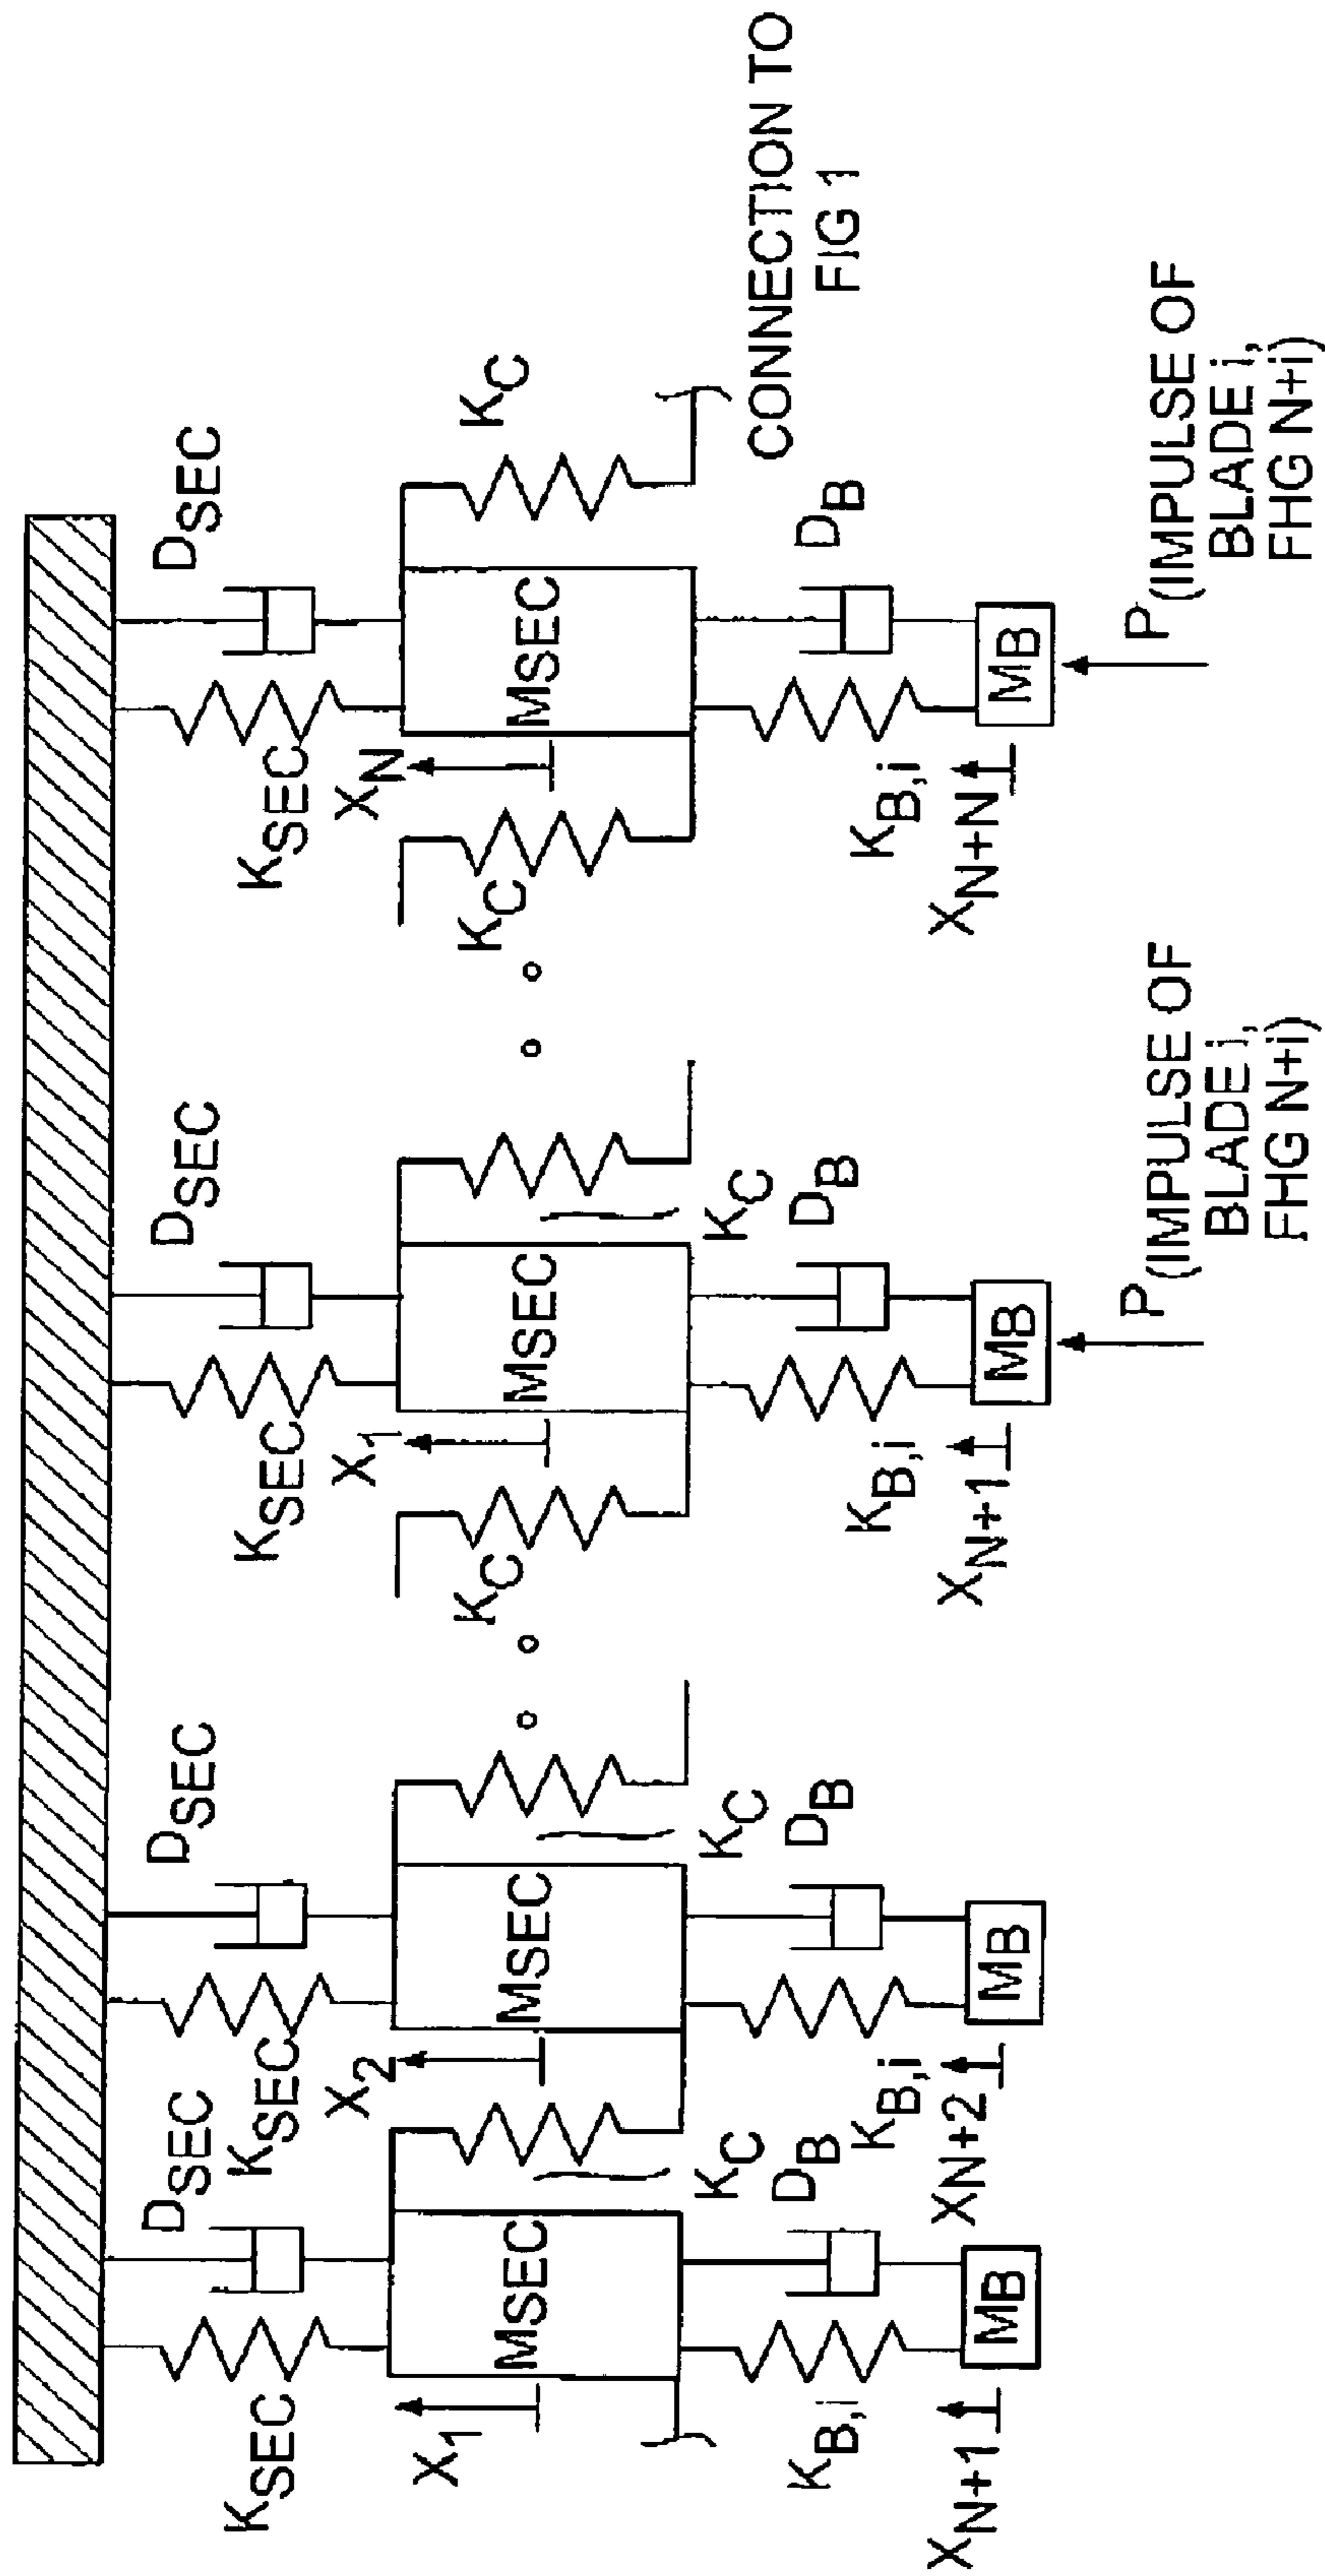 DSEC
DSEC
DSEC
DSEC
KSEC
KSEC
KSEC
KSEC
X1
X2
X1
XN
MSEC
MSEC
MSEC
MSEC
KC
KC
KC
KC
KC
KC
CONNECTION TO
FIG 1
DB
DB
DB
DB
KB,i
KB,i
KB,i
KB,i
XN+1
XN+2
XN+1
XN+N
MB
MB
MB
MB
P(IMPULSE OF
BLADE i,
FHG N+i)
P(IMPULSE OF
BLADE i,
FHG N+i)